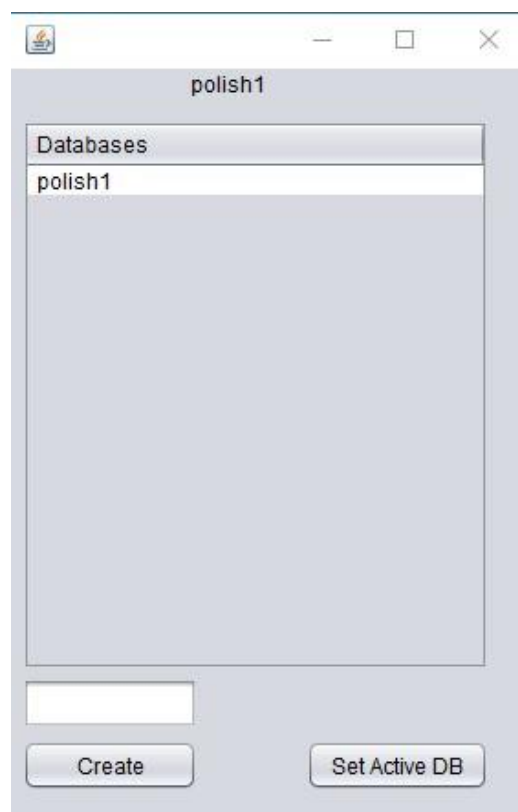 polish1
Databases
polish1
Create
Set Active DB